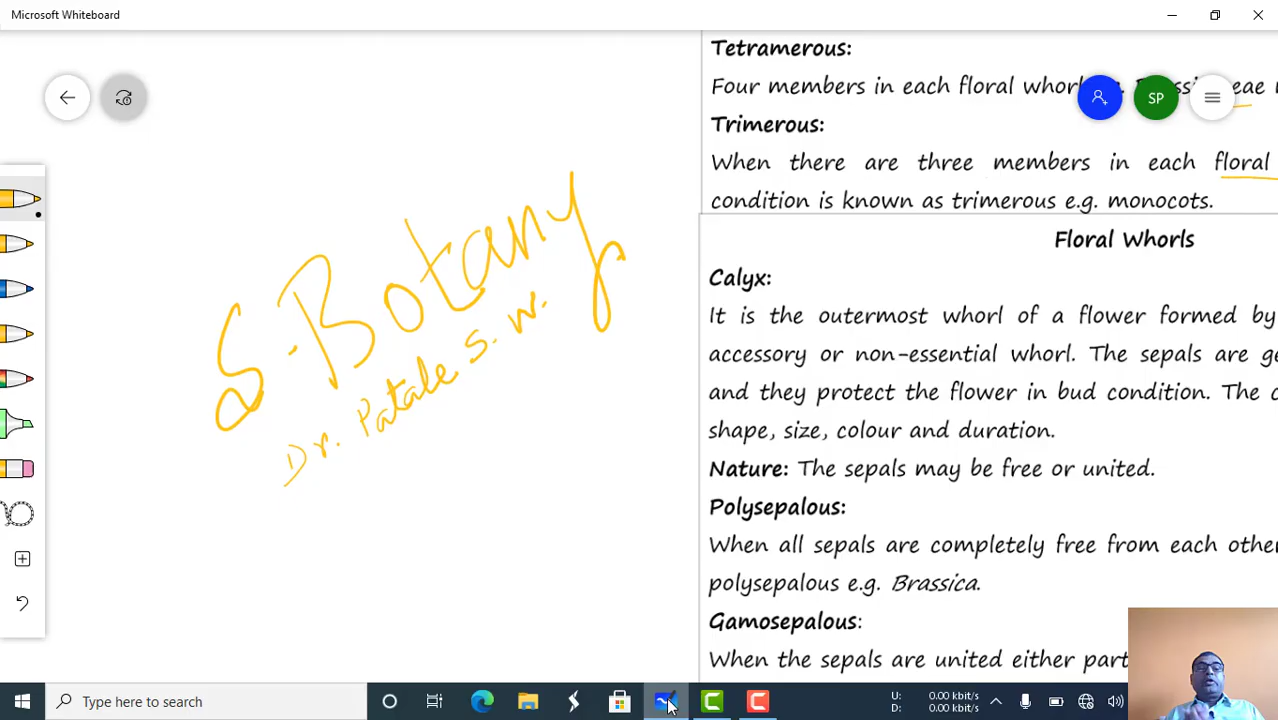 Microsoft Whiteboard
SP
S. Botany
Dr. Patale S. W.
Tetramerous:
Four members in each floral whorl
Trimerous:
When there are three members in each floral
condition is known as trimerous e.g. monocots.
Floral Whorls
Calyx:
It is the outermost whorl of a flower formed by
accessory or non-essential whorl. The sepals are
and they protect the flower in bud condition. The
shape, size, colour and duration.
Nature: The sepals may be free or united.
Polysepalous:
When all sepals are completely free from each
polysepalous e.g. Brassica.
Gamosepalous:
When the sepals are united either
Type here to search
U: 0.00 kbit/s
D: 0.00 kbit/s